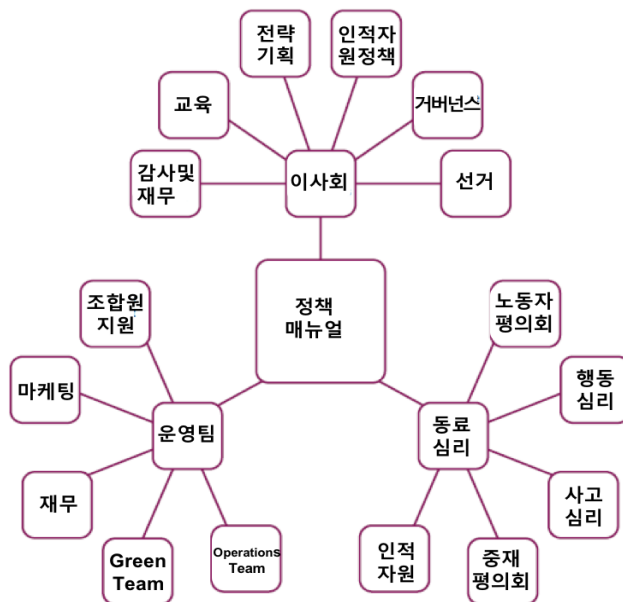 전략
기획
인적자
원정책
교육
거버넌스
감사및
재무
이사회
선거
정책
매뉴얼
조합원
지원
노동자
평의회
마케팅
행동
심리
운영팀
동료
심리
재무
사고
심리
Green
Team
Operations
Team
인적
자원
중재
평의회